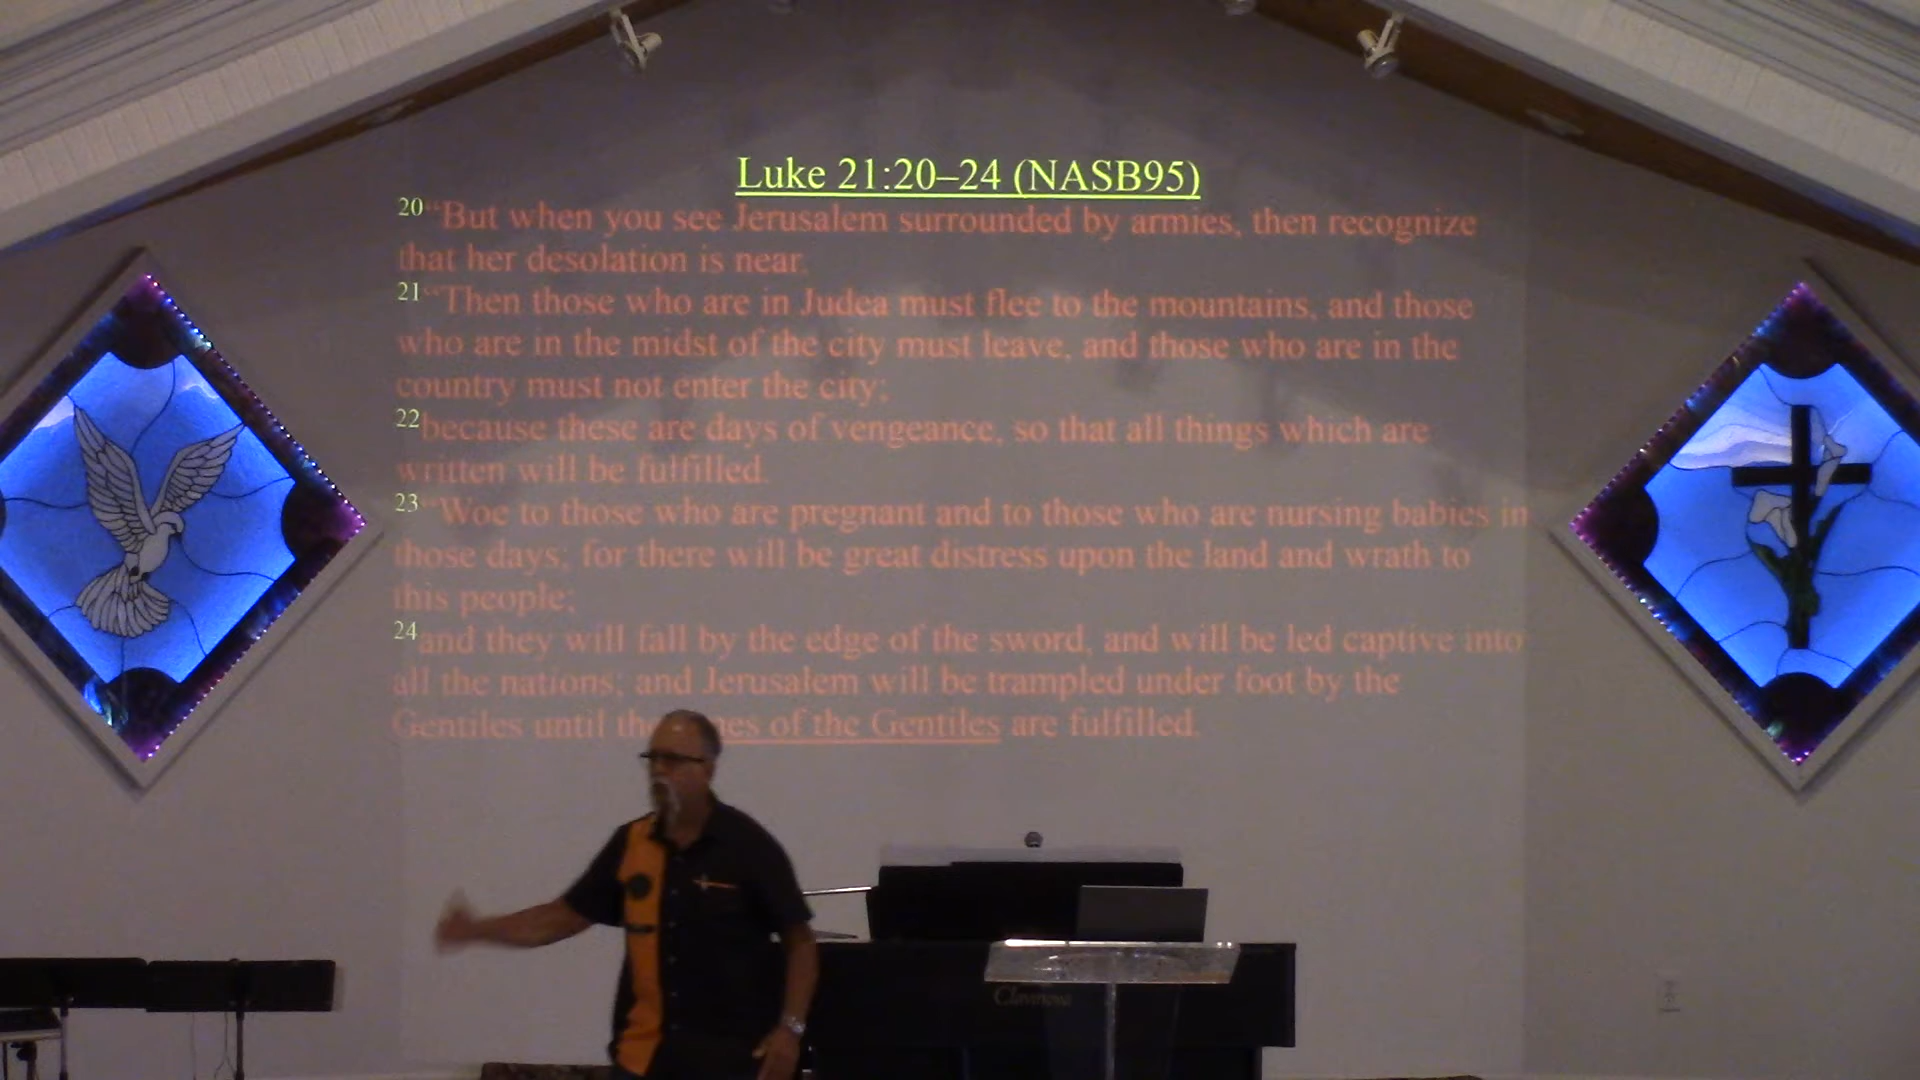 Luke 21:20–24 (NASB95)
20“But when you see Jerusalem surrounded by armies, then recognize
that her desolation is near.
21“Then those who are in Judea must flee to the mountains, and those
who are in the midst of the city must leave, and those who are in the
country must not enter the city;
22because these are days of vengeance, so that all things which are
written will be fulfilled.
23“Woe to those who are pregnant and to those who are nursing babies in
those days; for there will be great distress upon the land and wrath to
this people;
24and they will fall by the edge of the sword, and will be led captive into
all the nations; and Jerusalem will be trampled under foot by the
Gentiles until of the Gentiles are fulfilled.
Clavinova